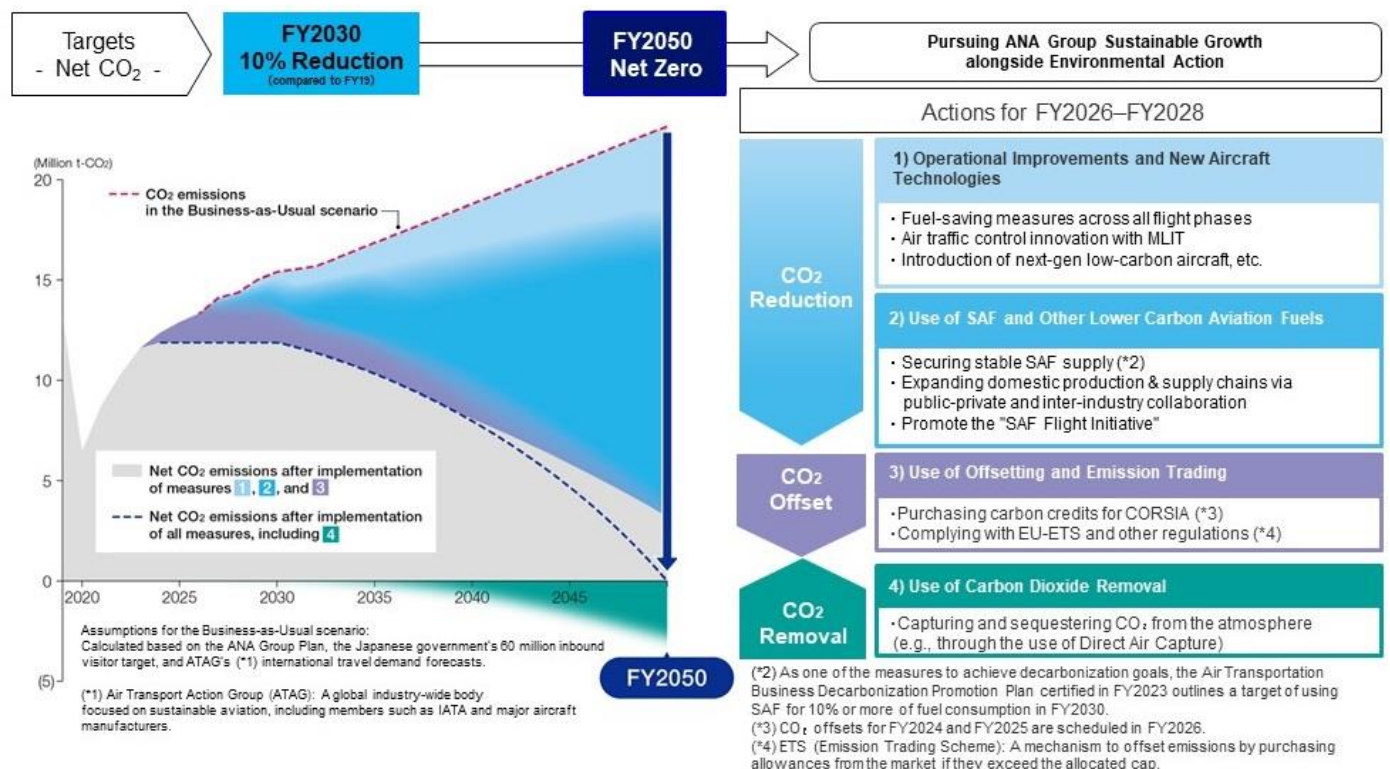 Targets
- Net CO2 -
FY2030
10% Reduction
(compared to FY19)
FY2050
Net Zero
Pursuing ANA Group Sustainable Growth
alongside Environmental Action
Actions for FY2026–FY2028
(Million t-CO2)
20
15
10
5
0
(5)
CO2 emissions
in the Business-as-Usual scenario
Net CO2 emissions after implementation
of measures 1, 2, and 3
Net CO2 emissions after implementation
of all measures, including 4
2020 2025 2030 2035 2040 2045
FY2050
Assumptions for the Business-as-Usual scenario:
Calculated based on the ANA Group Plan, the Japanese government's 60 million inbound
visitor target, and ATAG's (*1) international travel demand forecasts.
(*1) Air Transport Action Group (ATAG): A global industry-wide body
focused on sustainable aviation, including members such as IATA and major aircraft
manufacturers.
CO2
Reduction
1) Operational Improvements and New Aircraft
Technologies
・Fuel-saving measures across all flight phases
・Air traffic control innovation with MLIT
・Introduction of next-gen low-carbon aircraft, etc.
2) Use of SAF and Other Lower Carbon Aviation Fuels
・Securing stable SAF supply (*2)
・Expanding domestic production & supply chains via
public-private and inter-industry collaboration
・Promote the "SAF Flight Initiative"
CO2
Offset
3) Use of Offsetting and Emission Trading
・Purchasing carbon credits for CORSIA (*3)
・Complying with EU-ETS and other regulations (*4)
CO2
Removal
4) Use of Carbon Dioxide Removal
・Capturing and sequestering CO₂ from the atmosphere
(e.g., through the use of Direct Air Capture)
(*2) As one of the measures to achieve decarbonization goals, the Air Transportation
Business Decarbonization Promotion Plan certified in FY2023 outlines a target of using
SAF for 10% or more of fuel consumption in FY2030.
(*3) CO₂ offsets for FY2024 and FY2025 are scheduled in FY2026.
(*4) ETS (Emission Trading Scheme): A mechanism to offset emissions by purchasing
allowances from the market if they exceed the allocated cap.